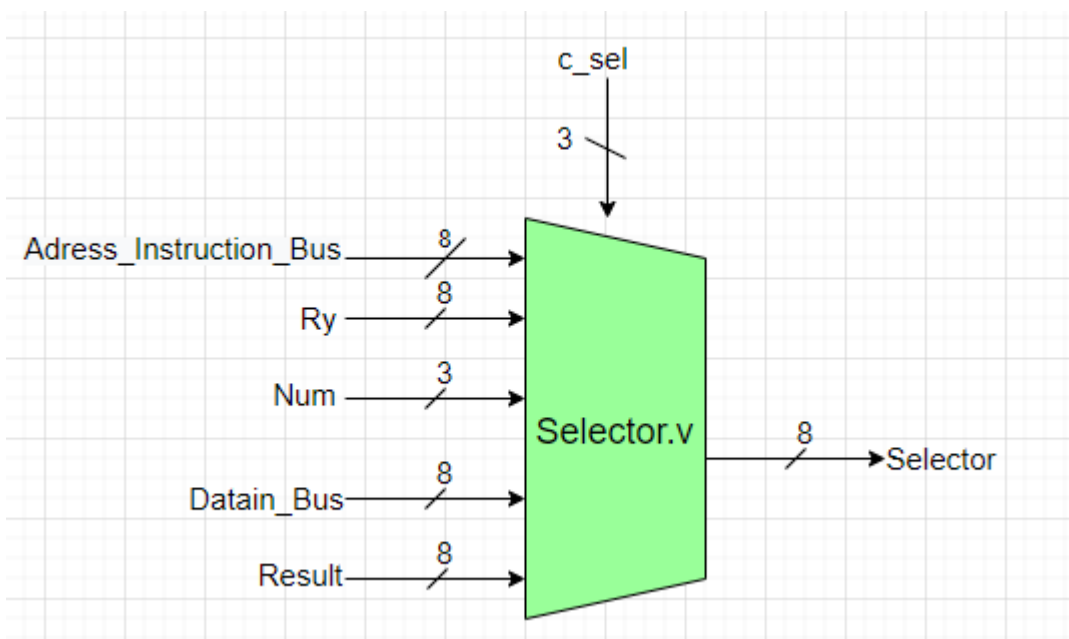 c_sel
3
Adress_Instruction_Bus
8
Ry
8
Num
3
Selector.v
8
Selector
Datain_Bus
8
Result
8